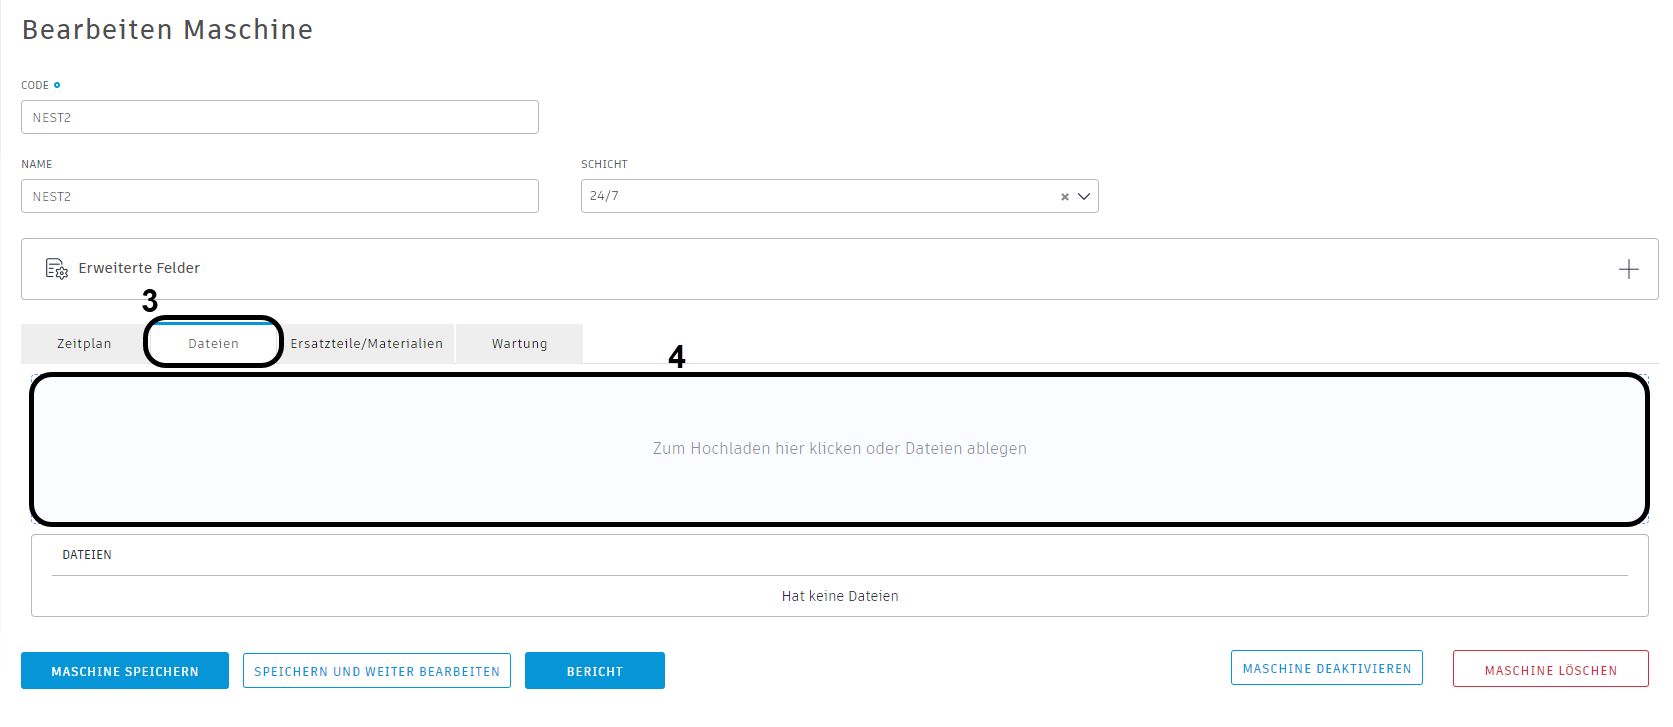 Bearbeiten Maschine
CODE
NEST2
NAME
SCHICHT
NEST2
24/7
Erweiterte Felder
3
Zeitplan
Dateien
Ersatzteile/Materialien
Wartung
4
Zum Hochladen hier klicken oder Dateien ablegen
DATEIEN
Hat keine Dateien
MASCHINE SPEICHERN
SPEICHERN UND WEITER BEARBEITEN
BERICHT
MASCHINE DEAKTIVIEREN
MASCHINE LÖSCHEN